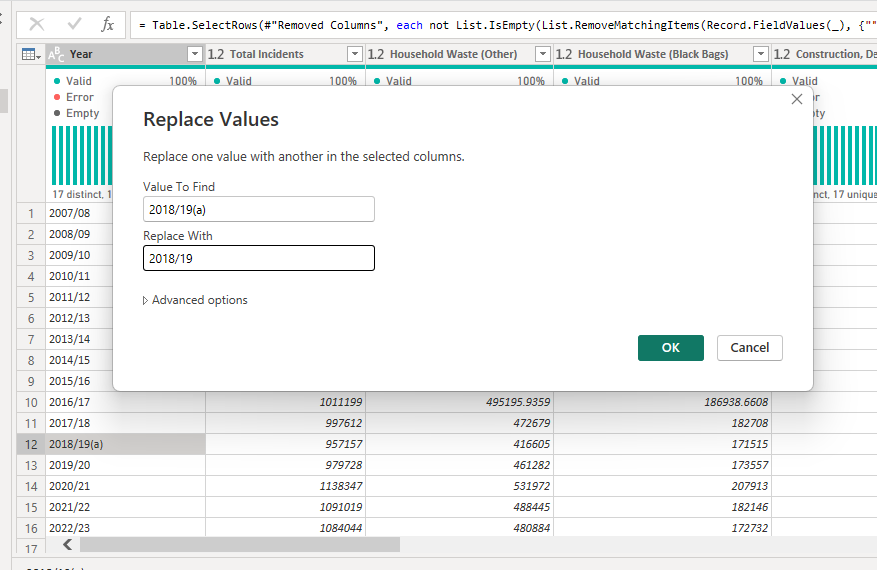 fx = Table.SelectRows(#"Removed Columns", each not List.IsEmpty(List.RemoveMatchingItems(Record.FieldValues(_), {""
ABC Year 1.2 Total Incidents 1.2 Household Waste (Other) 1.2 Household Waste (Black Bags) 1.2 Construction, De
Valid 100% Valid 100% Valid 100% Valid 100% Valid
Error
Empty
17 distinct, 1 nct, 17 uniqu
Replace Values
Replace one value with another in the selected columns.
Value To Find
2018/19(a)
Replace With
2018/19
Advanced options
OK Cancel
1 2007/08
2 2008/09
3 2009/10
4 2010/11
5 2011/12
6 2012/13
7 2013/14
8 2014/15
9 2015/16
10 2016/17 1011199 495195.9359 186938.6608
11 2017/18 997612 472679 182708
12 2018/19(a) 957157 416605 171515
13 2019/20 979728 461282 173557
14 2020/21 1138347 531972 207913
15 2021/22 1091019 488445 182146
16 2022/23 1084044 480884 172732
17